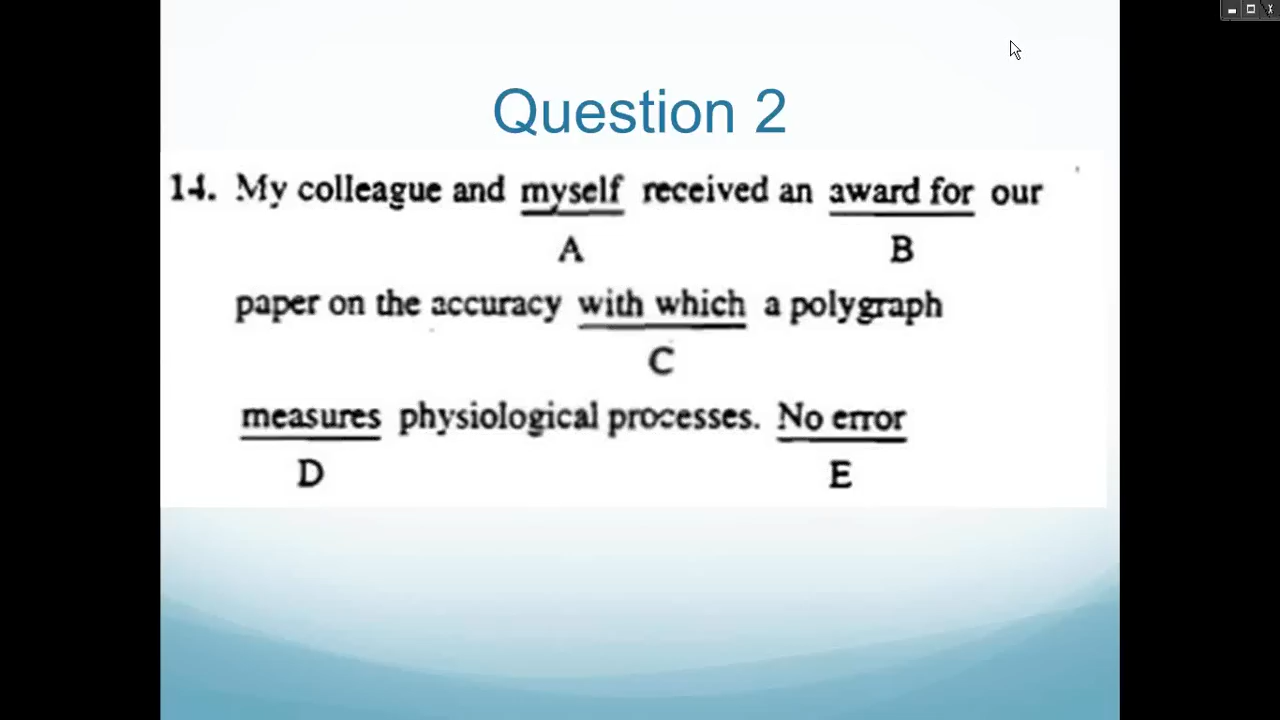 Question 2
14. My colleague and myself received an award for our
A B
paper on the accuracy with which a polygraph
C
measures physiological processes. No error
D E